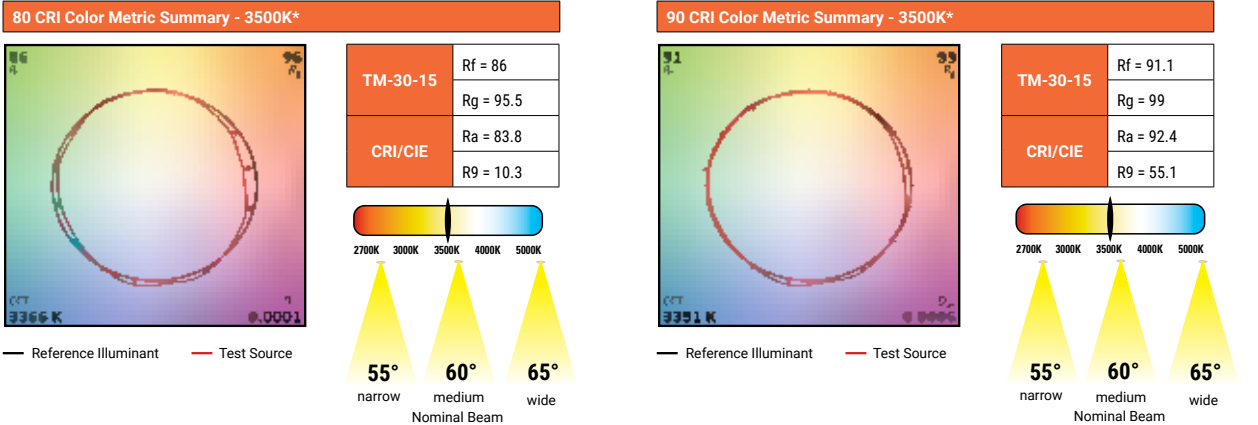 80 CRI Color Metric Summary - 3500K*
96
TM-30-15
Rf = 86
Rg = 95.5
CRI/CIE
Ra = 83.8
R9 = 10.3
2700K 3000K 3500K 4000K 5000K
CCT
3366 K
0.0001
Reference Illuminant
Test Source
55° 60° 65°
narrow medium wide
Nominal Beam
90 CRI Color Metric Summary - 3500K*
91
99
TM-30-15
Rf = 91.1
Rg = 99
CRI/CIE
Ra = 92.4
R9 = 55.1
2700K 3000K 3500K 4000K 5000K
CCT
Reference Illuminant
Test Source
55° 60° 65°
narrow medium wide
Nominal Beam